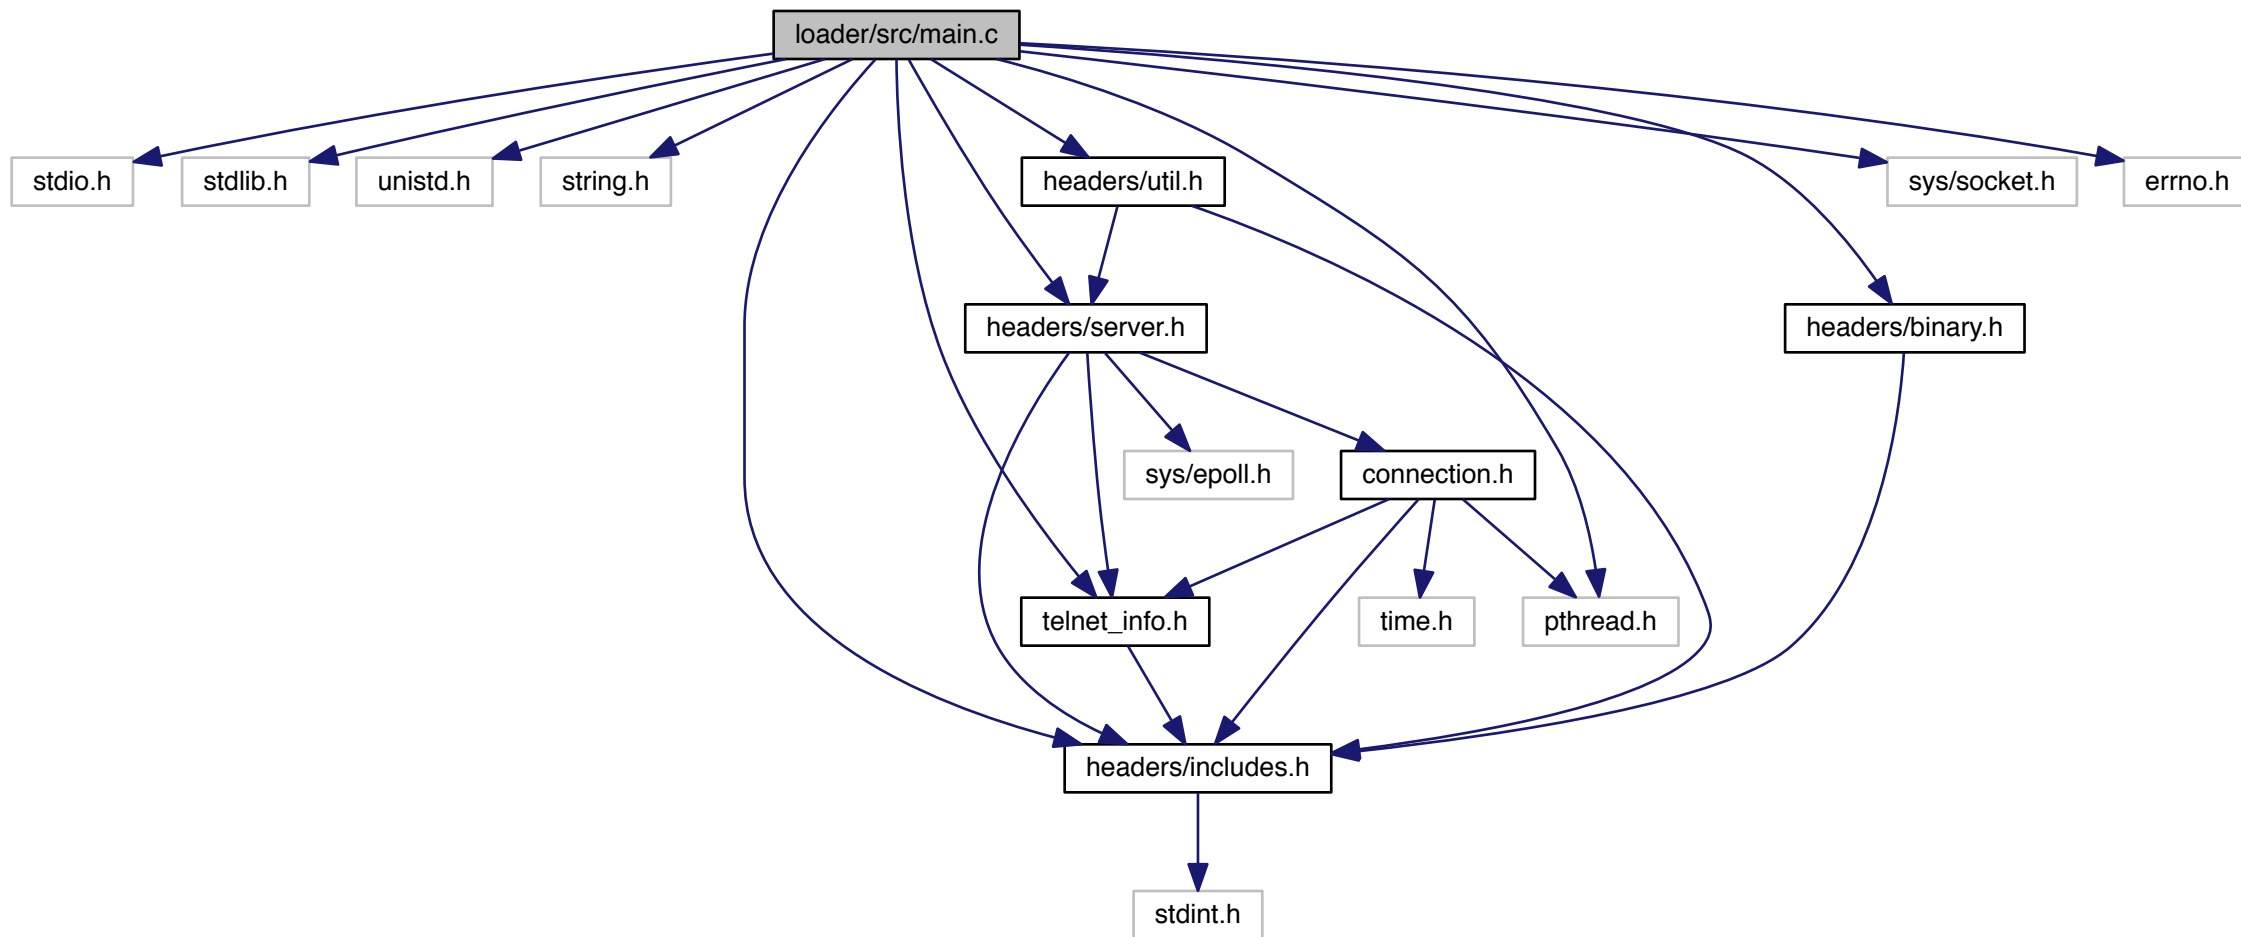 loader/src/main.c
stdio.h
stdlib.h
unistd.h
string.h
headers/util.h
sys/socket.h
errno.h
headers/server.h
headers/binary.h
sys/epoll.h
connection.h
telnet_info.h
time.h
pthread.h
headers/includes.h
stdint.h